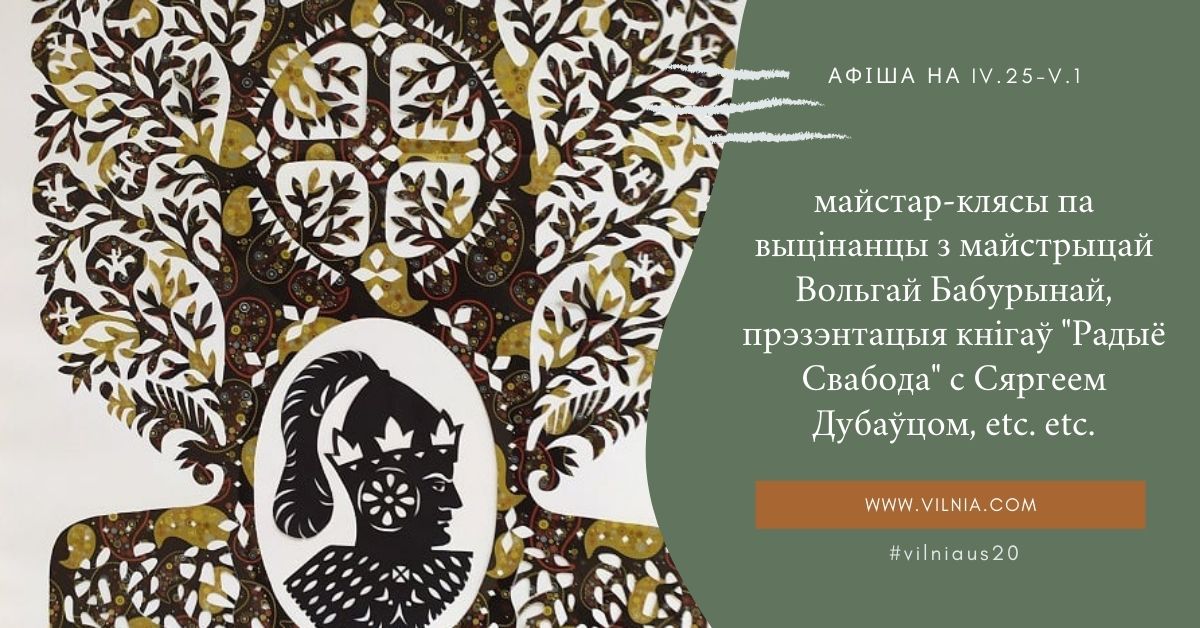 АФІША НА IV.25-V.1
майстар-клясы па
выцінанцы з майстрыцай
Вольгай Бабурынай,
прэзэнтацыя кнігаў "Радыё
Свабода" с Сяргеем
Дубаўцом, etc. etc.
WWW.VILNIA.COM
#vilniaus20